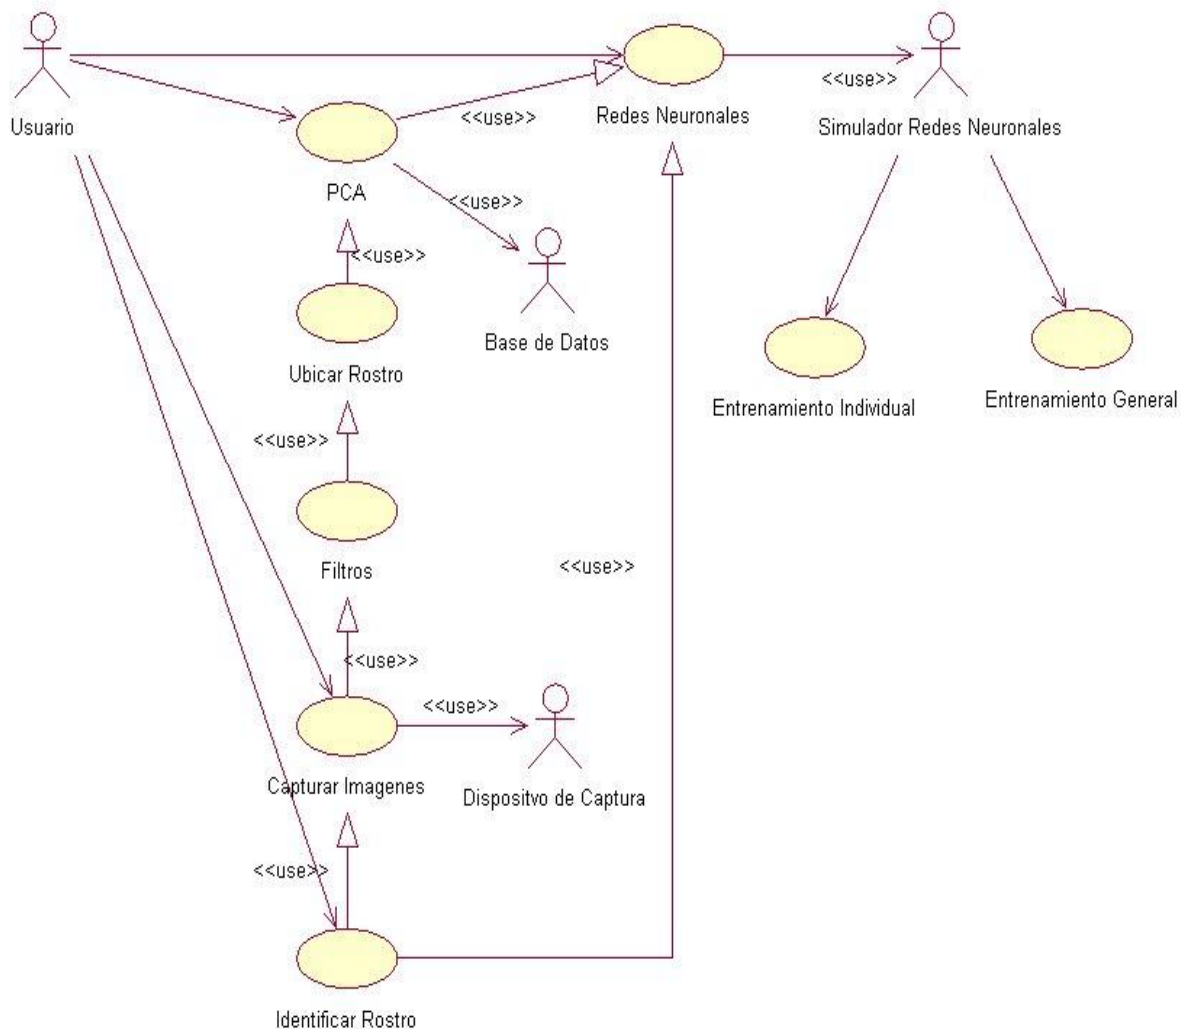 <<use>>
Usuario
<<use>>
Redes Neuronales
Simulador Redes Neuronales
PCA
<<use>>
<<use>>
Base de Datos
Ubicar Rostro
Entrenamiento Individual
Entrenamiento General
<<use>>
Filtros
<<use>>
<<use>>
<<use>>
Capturar Imagenes
Dispositvo de Captura
<<use>>
Identificar Rostro